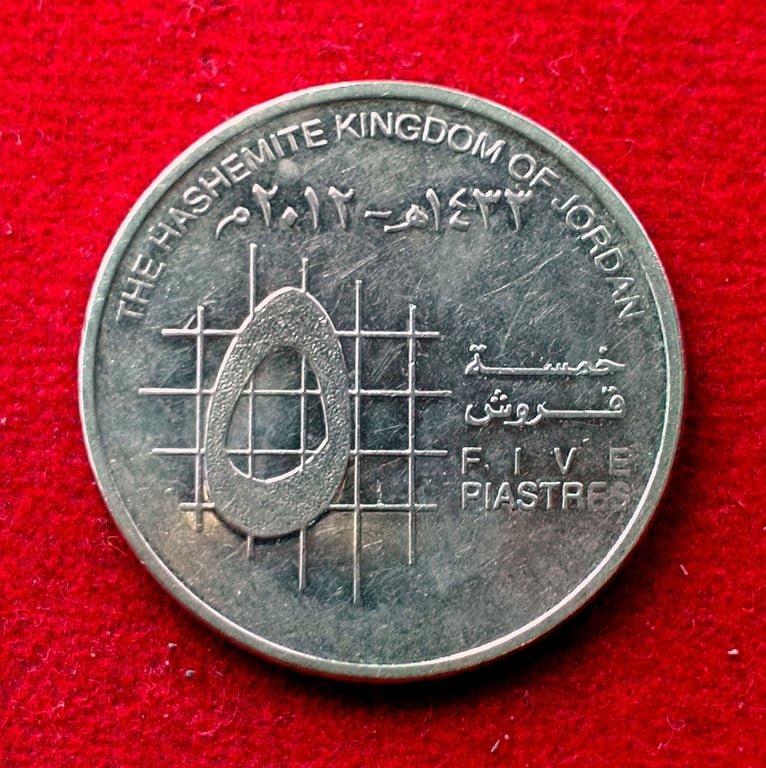 THE HASHEMITE KINGDOM OF JORDAN
١٤٣٣هـ - ٢٠١٢م
٥
خمسة
قروش
FIVE
PIASTRES